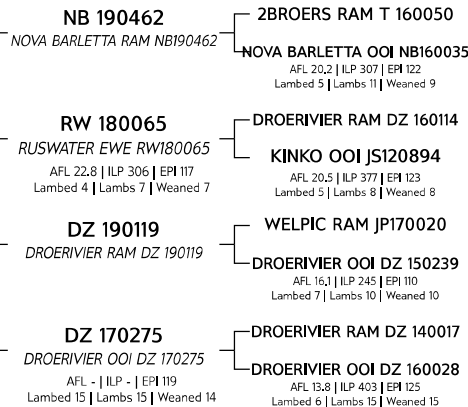 NB 190462
NOVA BARLETTA RAM NB190462
2BROERS RAM T 160050
NOVA BARLETTA OOI NB160035
AFL 20.2 | ILP 307 | EPI 122
Lambed 5 | Lambs 11 | Weaned 9
RW 180065
RUSWATER EWE RW180065
AFL 22.8 | ILP 306 | EPI 117
Lambed 4 | Lambs 7 | Weaned 7
DROERIVIER RAM DZ 160114
KINKO OOI JS120894
AFL 20.5 | ILP 377 | EPI 123
Lambed 5 | Lambs 8 | Weaned 8
DZ 190119
DROERIVIER RAM DZ 190119
WELPIC RAM JP170020
DROERIVIER OOI DZ 150239
AFL 16.1 | ILP 245 | EPI 110
Lambed 7 | Lambs 10 | Weaned 10
DZ 170275
DROERIVIER OOI DZ 170275
AFL - | ILP - | EPI 119
Lambed 15 | Lambs 15 | Weaned 14
DROERIVIER RAM DZ 140017
DROERIVIER OOI DZ 160028
AFL 13.8 | ILP 403 | EPI 125
Lambed 6 | Lambs 15 | Weaned 15